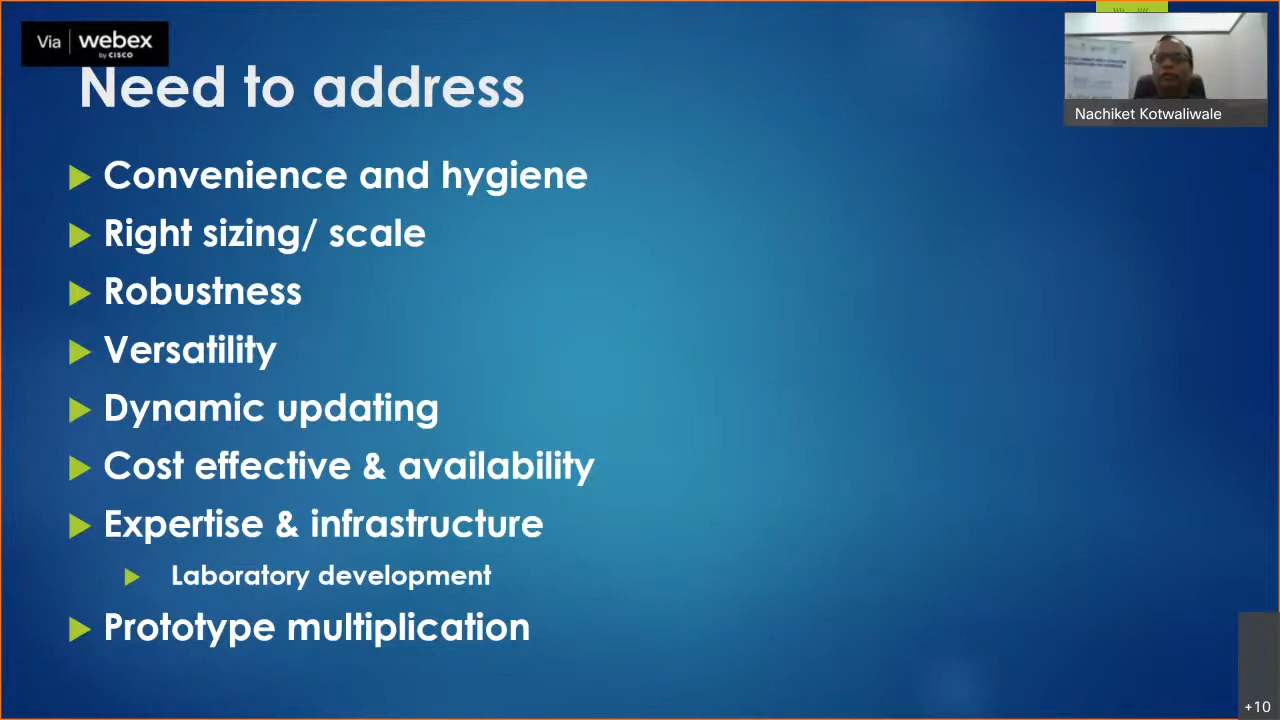 Via webex
by CISCO
Need to address
Convenience and hygiene
Right sizing/ scale
Robustness
Versatility
Dynamic updating
Cost effective & availability
Expertise & infrastructure
Laboratory development
Prototype multiplication
Nachiket Kotwaliwale
+10